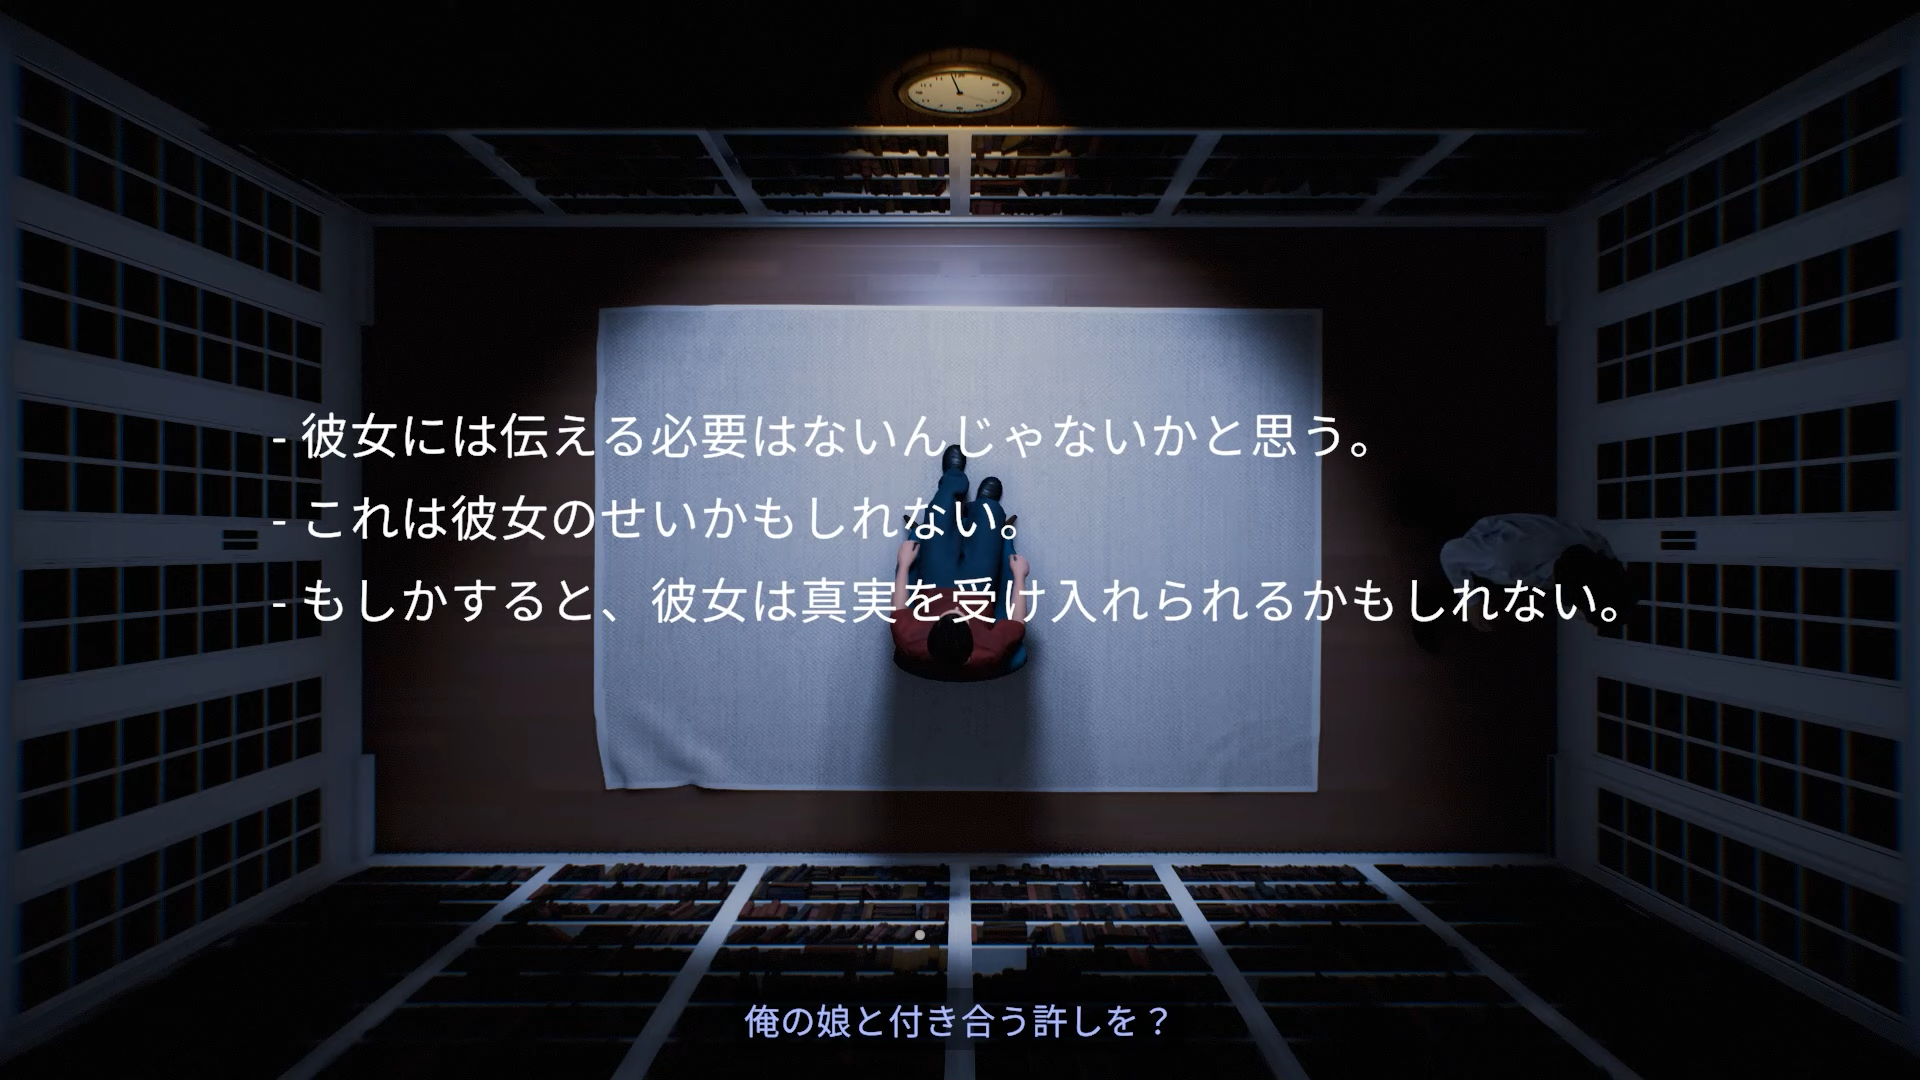 - 彼女には伝える必要はないんじゃないかと思う。
- これは彼女のせいかもしれない。
- もしかすると、彼女は真実を受け入れられるかもしれない。
俺の娘と付き合う許しを？